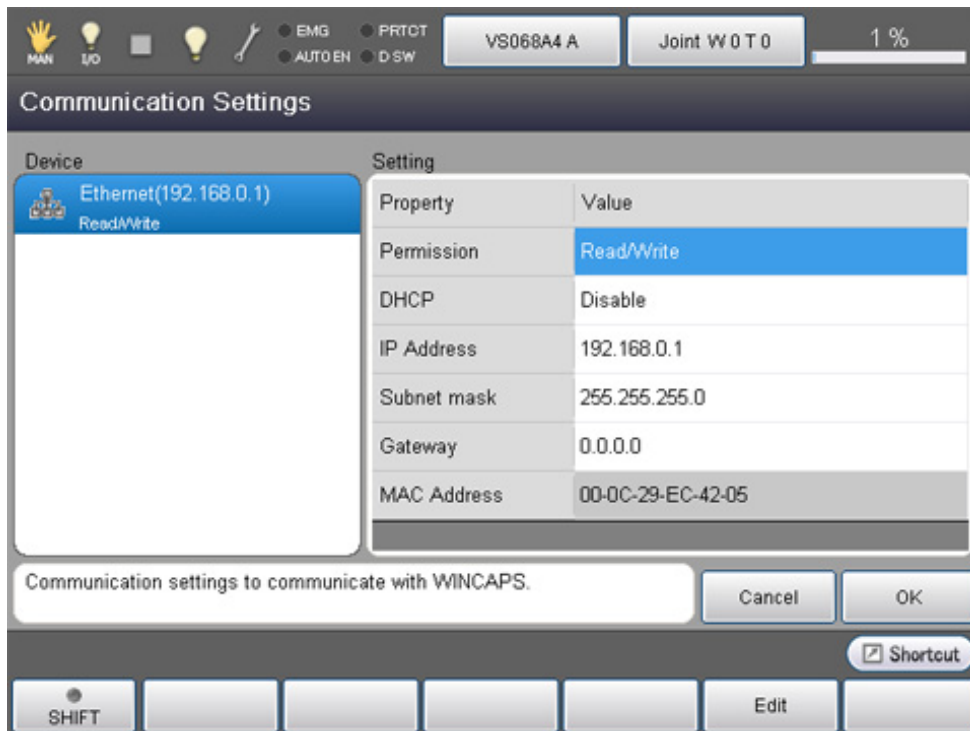 MAN
I/O
EMG
AUTO EN
PRTCT
D SW
VS068A4 A
Joint W 0 T 0
1 %
Communication Settings
Device
Setting
Ethernet(192.168.0.1)
Read/Write
Property Value
Permission Read/Write
DHCP Disable
IP Address 192.168.0.1
Subnet mask 255.255.255.0
Gateway 0.0.0.0
MAC Address 00-0C-29-EC-42-05
Communication settings to communicate with WINCAPS.
Cancel
OK
Shortcut
SHIFT
Edit